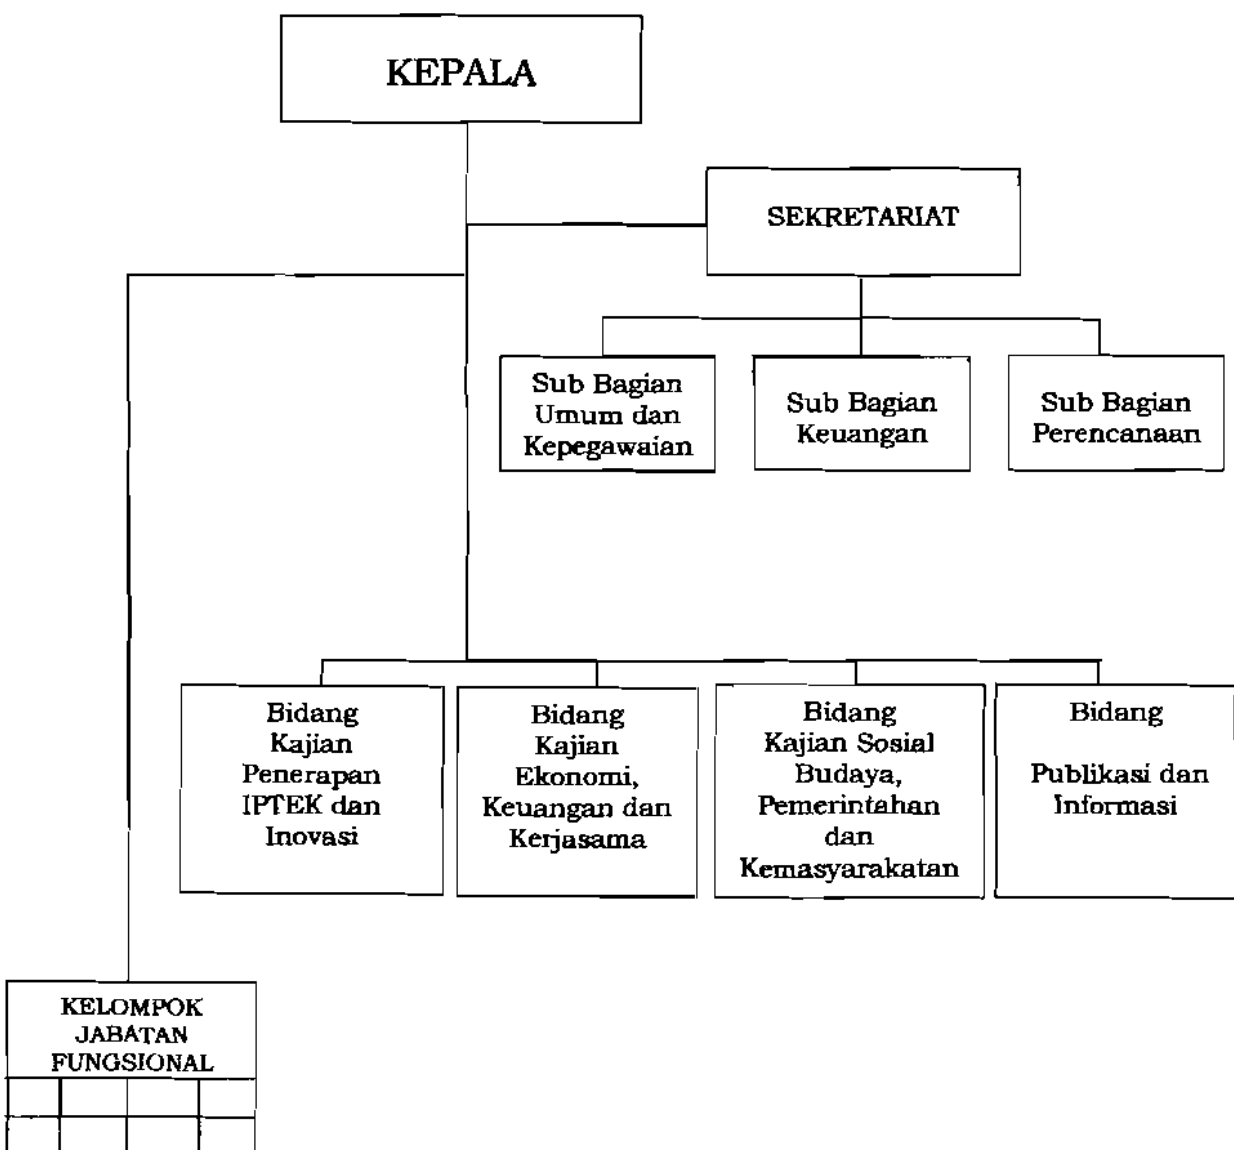 KEPALA
SEKRETARIAT
Sub Bagian
Umum dan
Kepegawaian
Sub Bagian
Keuangan
Sub Bagian
Perencanaan
Bidang
Kajian
Penerapan
IPTEK dan
Inovasi
Bidang
Kajian
Ekonomi,
Keuangan dan
Kerjasama
Bidang
Kajian Sosial
Budaya,
Pemerintahan
dan
Kemasyarakatan
Bidang
Publikasi dan
Informasi
KELOMPOK
JABATAN
FUNGSIONAL